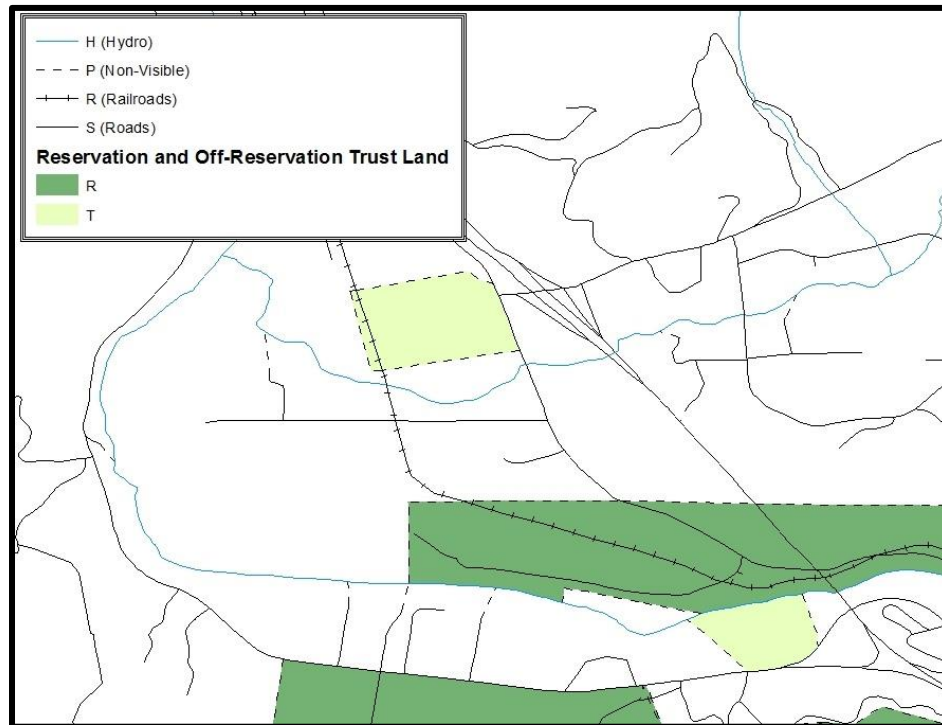 H (Hydro)
P (Non-Visible)
R (Railroads)
S (Roads)
Reservation and Off-Reservation Trust Land
R
T